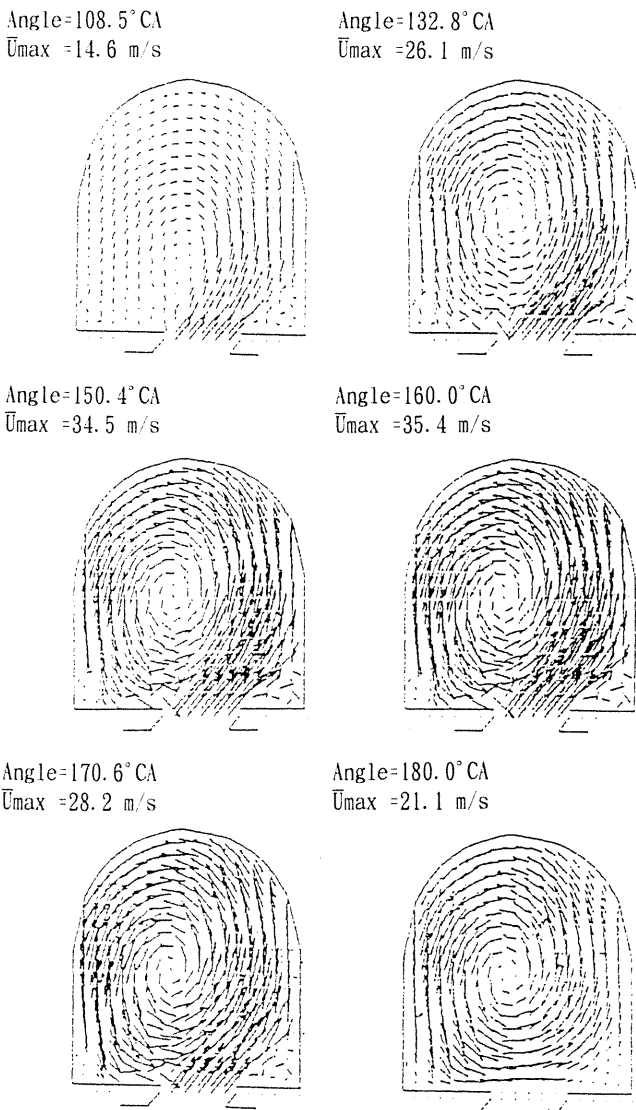 Angle=108.5°CA
Ūmax =14.6 m/s
Angle=132.8°CA
Ūmax =26.1 m/s
Angle=150.4°CA
Ūmax =34.5 m/s
Angle=160.0°CA
Ūmax =35.4 m/s
Angle=170.6°CA
Ūmax =28.2 m/s
Angle=180.0°CA
Ūmax =21.1 m/s